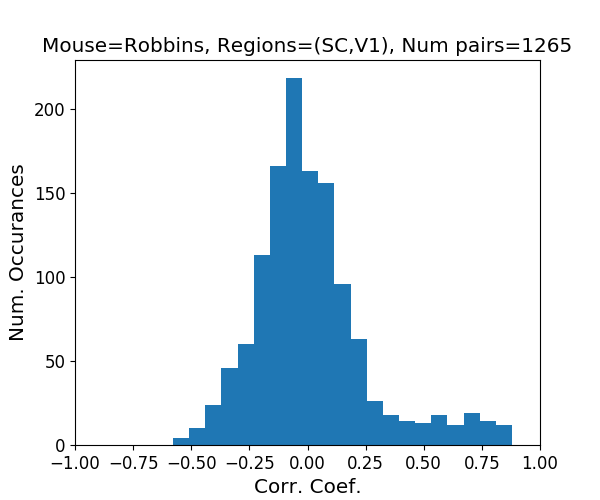 Mouse=Robbins, Regions=(SC,V1), Num pairs=1265
200
150
100
50
0
Num. Occurances
−1.00 −0.75 −0.50 −0.25 0.00 0.25 0.50 0.75 1.00
Corr. Coef.